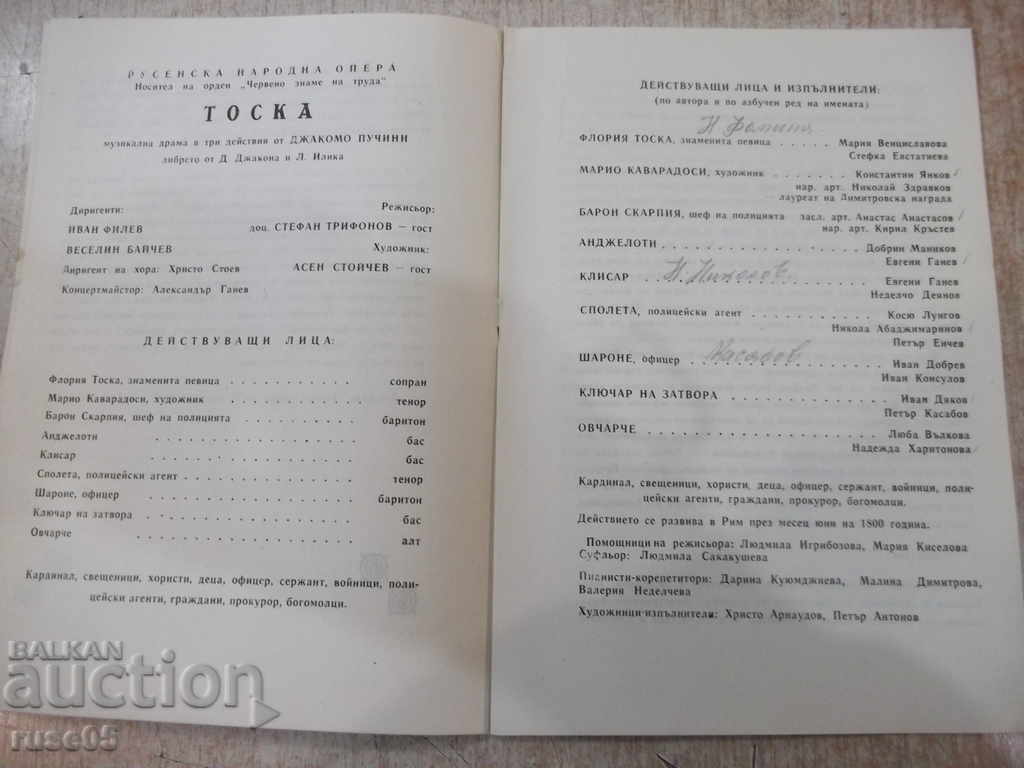 РУСЕНСКА НАРОДНА ОПЕРА
Носител на орден „Червено знаме на труда"
ТОСКА
музикална драма в три действия от ДЖАКОМО ПУЧИНИ
либрето от Д. Джакона и Л. Илика
Диригенти:
ИВАН ФИЛЕВ
ВЕСЕЛИН БАЙЧЕВ
Диригент на хора: Христо Стоев
Концертмайстор: Александър Ганев
Режисьор:
доц. СТЕФАН ТРИФОНОВ — гост
Художник:
АСЕН СТОЙЧЕВ — гост
ДЕЙСТВУВАЩИ ЛИЦА:
Флория Тоска, знаменита певица . . . . . . . . . . . сопран
Марио Каварадоси, художник . . . . . . . . . . . тенор
Барон Скарпия, шеф на полицията . . . . . . . . . . . баритон
Анджелоти . . . . . . . . . . . . . . . бас
Клисар . . . . . . . . . . . . . . . бас
Сполета, полицейски агент . . . . . . . . . . . . . тенор
Шароне, офицер . . . . . . . . . . . . . . . баритон
Ключар на затвора . . . . . . . . . . . . . . . бас
Овчарче . . . . . . . . . . . . . . . . . алт
Кардинал, свещеници, хористи, деца, офицер, сержант, войници, поли-
цейски агенти, граждани, прокурор, богомолци.
ДЕЙСТВУВАЩИ ЛИЦА И ИЗПЪЛНИТЕЛИ:
(по автора и по азбучен ред на имената)
ФЛОРИЯ ТОСКА, знаменита певица . . . . . Мария Венциславова
Стефка Евстатиева
МАРИО КАВАРАДОСИ, художник . . . . . . . Константин Янков
нар. арт. Николай Здравков
— лауреат на Димитровска награда
БАРОН СКАРПИЯ, шеф на полицията засл. арт. Анастас Анастасов
нар. арт. Кирил Кръстев
АНДЖЕЛОТИ . . . . . . . . . . . . . . . Добрин Маников
Евгени Ганев
КЛИСАР Н. Николов . . . . . . Евгени Ганев
Неделчо Деянов
СПОЛЕТА, полицейски агент . . . . . . . . . . . Косю Лунгов
Никола Абаджимаринов
Петър Енчев
ШАРОНЕ, офицер Касабов . . . . . . Иван Добрев
Иван Консулов
КЛЮЧАР НА ЗАТВОРА . . . . . . . . . . . . . Иван Дяков
Петър Касабов
ОВЧАРЧЕ . . . . . . . . . . . . . . . . . Люба Вълкова
Надежда Харитонова
Кардинал, свещеници, хористи, деца, офицер, сержант, войници, поли-
цейски агенти, граждани, прокурор, богомолци.
Действието се развива в Рим през месец юни на 1800 година.
Помощници на режисьора: Людмила Игрибозова, Мария Киселова
Суфльор: Людмила Сакакушева
Пианисти-корепетитори: Дарина Куюмджиева, Малина Димитрова,
Валерия Неделчева
Художници-изпълнители: Христо Арнаудов, Петър Антонов
BALKAN
auction
ruse05